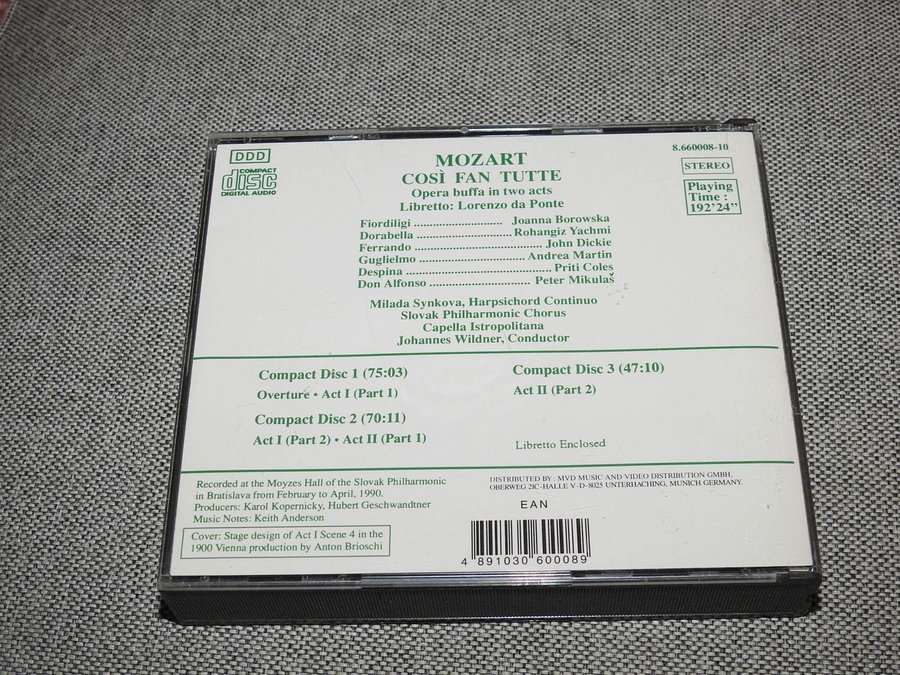 DDD
COMPACT
disc
DIGITAL AUDIO
MOZART
COSÌ FAN TUTTE
Opera buffa in two acts
Libretto: Lorenzo da Ponte
8.660008-10
STEREO
Playing
Time :
192'24"
Fiordiligi ............................ Joanna Borowska
Dorabella ............................... Rohangiz Yachmi
Ferrando ........................................ John Dickie
Guglielmo .................................. Andrea Martin
Despina ............................................. Priti Coles
Don Alfonso ............................... Peter Mikulaš
Milada Synkova, Harpsichord Continuo
Slovak Philharmonic Chorus
Capella Istropolitana
Johannes Wildner, Conductor
Compact Disc 1 (75:03)
Overture • Act I (Part 1)
Compact Disc 2 (70:11)
Act I (Part 2) • Act II (Part 1)
Compact Disc 3 (47:10)
Act II (Part 2)
Libretto Enclosed
Recorded at the Moyzes Hall of the Slovak Philharmonic
in Bratislava from February to April, 1990.
Producers: Karol Kopernicky, Hubert Geschwandtner
Music Notes: Keith Anderson
Cover: Stage design of Act I Scene 4 in the
1900 Vienna production by Anton Brioschi
DISTRIBUTED BY: MVD MUSIC AND VIDEO DISTRIBUTION GMBH,
OBERWEG 21C-HALLE V-D-8025 UNTERHACHING, MUNICH GERMANY.
EAN
4 891030 600089